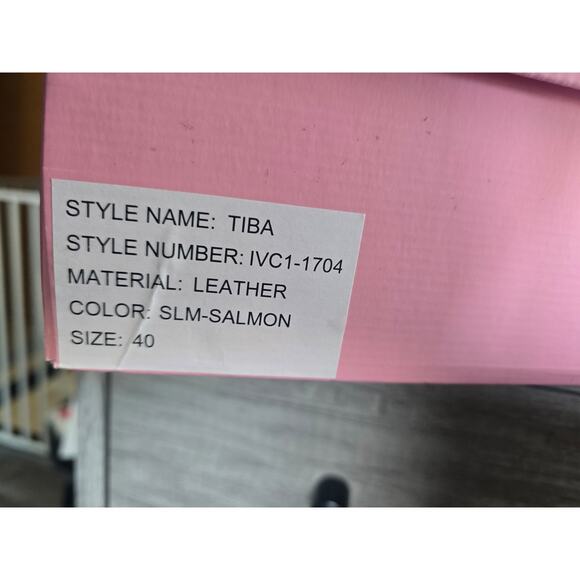 STYLE NAME: TIBA
STYLE NUMBER: IVC1-1704
MATERIAL: LEATHER
COLOR: SLM-SALMON
SIZE: 40